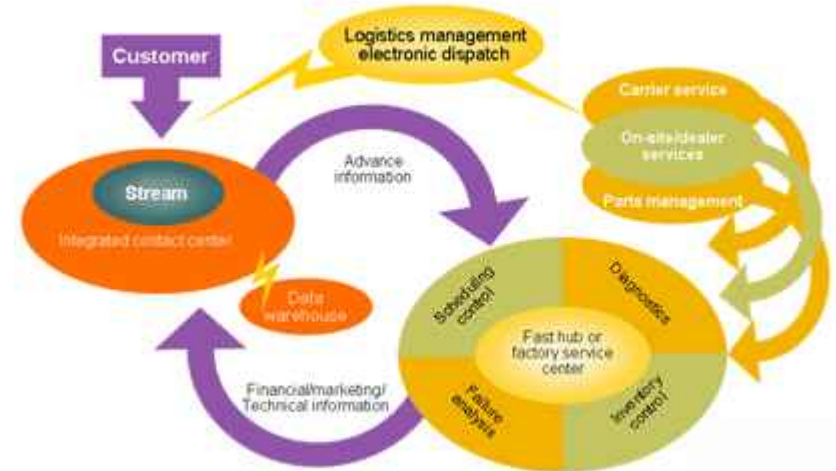 Logistics management
electronic dispatch
Customer
Carrier service
On-site/dealer
services
Parts management
Advance
information
Stream
Integrated contact center
Data
warehouse
Scheduling
control
Diagnostics
Fast hub or
factory service
center
Failure
analysis
Inventory
control
Financial/marketing/
Technical information